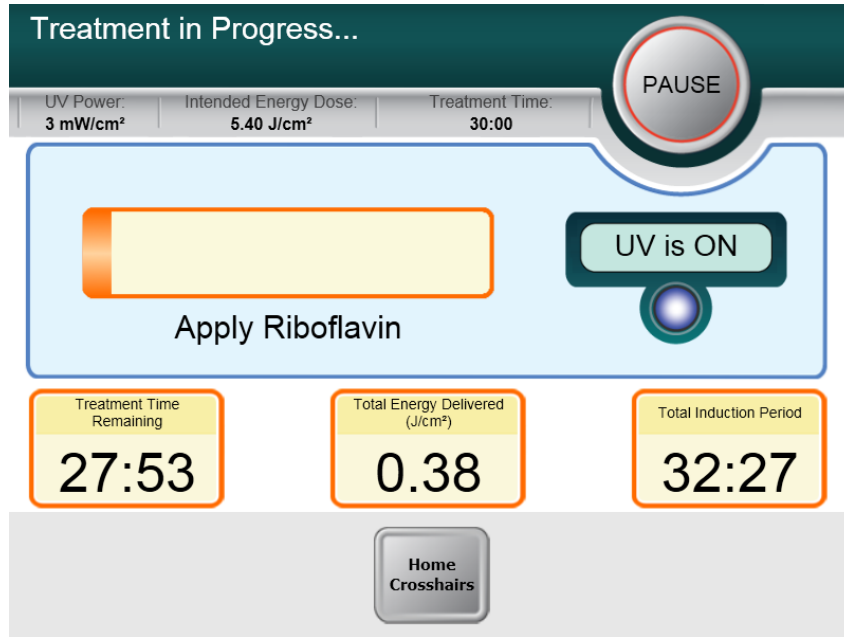 Treatment in Progress...
PAUSE
UV Power:
3 mW/cm²
Intended Energy Dose:
5.40 J/cm²
Treatment Time:
30:00
UV is ON
Apply Riboflavin
Treatment Time
Remaining
27:53
Total Energy Delivered
(J/cm²)
0.38
Total Induction Period
32:27
Home
Crosshairs